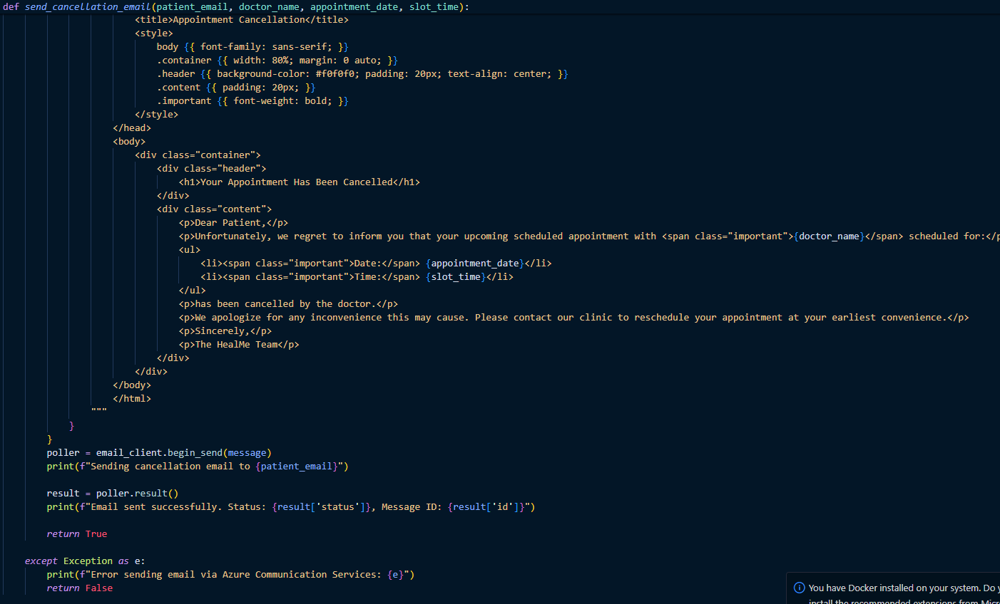 def send_cancellation_email(patient_email, doctor_name, appointment_date, slot_time):
<title>Appointment Cancellation</title>
<style>
body {{ font-family: sans-serif; }}
.container {{ width: 80%; margin: 0 auto; }}
.header {{ background-color: #f0f0f0; padding: 20px; text-align: center; }}
.content {{ padding: 20px; }}
.important {{ font-weight: bold; }}
</style>
</head>
<body>
<div class="container">
<div class="header">
<h1>Your Appointment Has Been Cancelled</h1>
</div>
<div class="content">
<p>Dear Patient,</p>
<p>Unfortunately, we regret to inform you that your upcoming scheduled appointment with <span class="important">{doctor_name}</span> scheduled for:</p
<ul>
<li><span class="important">Date:</span> {appointment_date}</li>
<li><span class="important">Time:</span> {slot_time}</li>
</ul>
<p>has been cancelled by the doctor.</p>
<p>We apologize for any inconvenience this may cause. Please contact our clinic to reschedule your appointment at your earliest convenience.</p>
<p>Sincerely,</p>
<p>The HealMe Team</p>
</div>
</div>
</body>
</html>
"""
}
}
poller = email_client.begin_send(message)
print(f"Sending cancellation email to {patient_email}")
result = poller.result()
print(f"Email sent successfully. Status: {result['status']}, Message ID: {result['id']}")
return True
except Exception as e:
print(f"Error sending email via Azure Communication Services: {e}")
return False
You have Docker installed on your system. Do
install the recommended extensions from